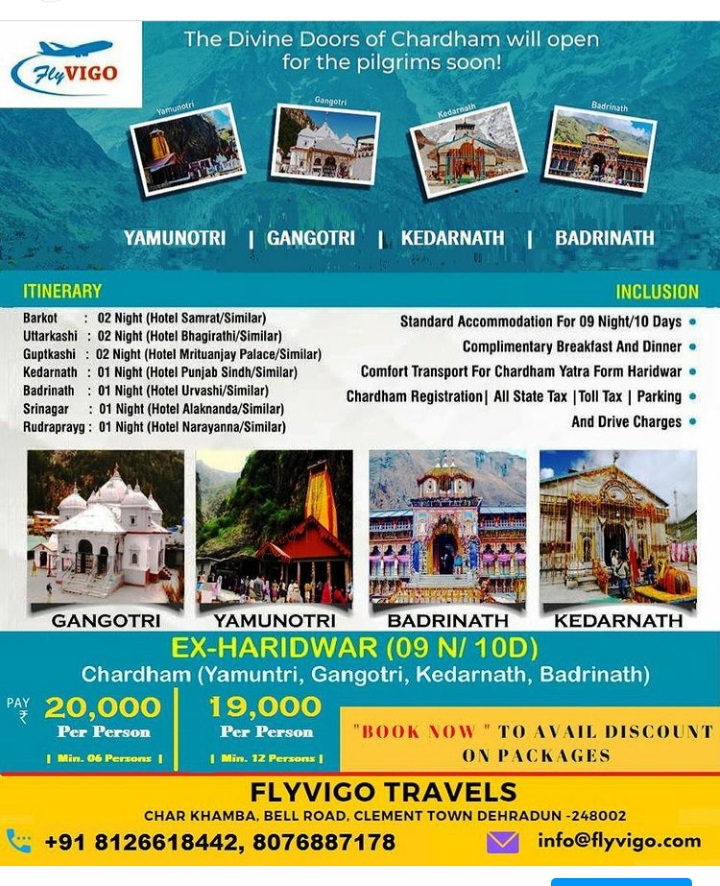 FlyVIGO
The Divine Doors of Chardham will open
for the pilgrims soon!
Yamunotri
Gangotri
Kedarnath
Badrinath
YAMUNOTRI | GANGOTRI | KEDARNATH | BADRINATH
ITINERARY
Barkot : 02 Night (Hotel Samrat/Similar)
Uttarkashi : 02 Night (Hotel Bhagirathi/Similar)
Guptkashi : 02 Night (Hotel Mrituanjay Palace/Similar)
Kedarnath : 01 Night (Hotel Punjab Sindh/Similar)
Badrinath : 01 Night (Hotel Urvashi/Similar)
Srinagar : 01 Night (Hotel Alaknanda/Similar)
Rudraprayg : 01 Night (Hotel Narayanna/Similar)
INCLUSION
Standard Accommodation For 09 Night/10 Days •
Complimentary Breakfast And Dinner •
Comfort Transport For Chardham Yatra Form Haridwar •
Chardham Registration| All State Tax |Toll Tax | Parking •
And Drive Charges •
GANGOTRI
YAMUNOTRI
BADRINATH
KEDARNATH
EX-HARIDWAR (09 N/ 10D)
Chardham (Yamuntri, Gangotri, Kedarnath, Badrinath)
PAY
₹
20,000
Per Person
| Min. 06 Persons |
19,000
Per Person
| Min. 12 Persons |
"BOOK NOW " TO AVAIL DISCOUNT
ON PACKAGES
FLYVIGO TRAVELS
CHAR KHAMBA, BELL ROAD, CLEMENT TOWN DEHRADUN -248002
+91 8126618442, 8076887178
info@flyvigo.com